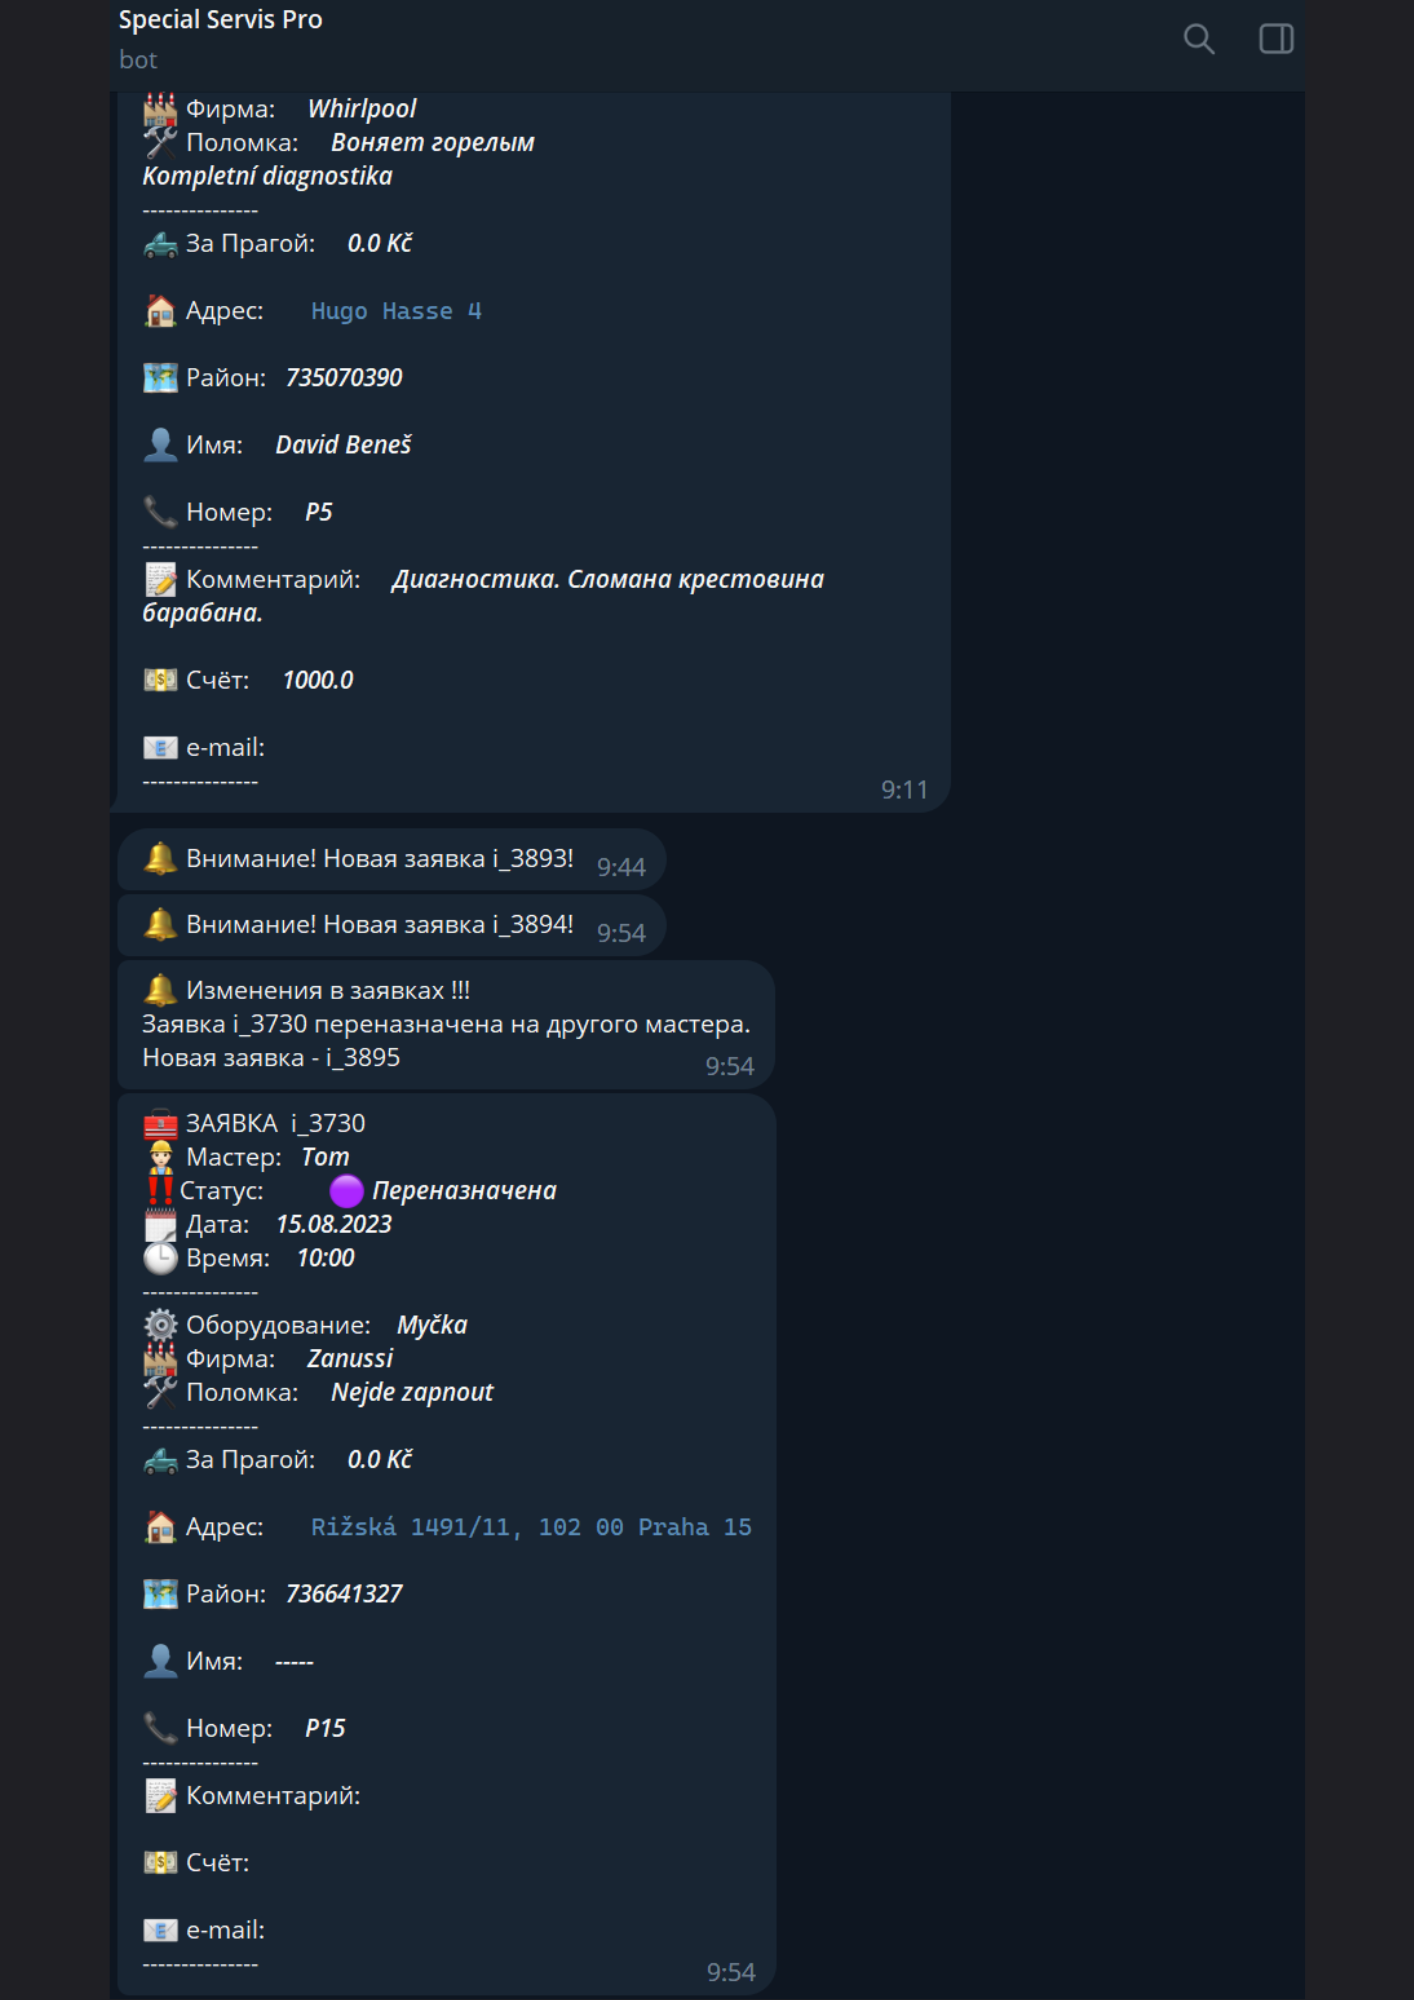 Special Servis Pro
bot
Фирма: Whirlpool
Поломка: Воняет горелым
Kompletní diagnostika
---------------
За Прагой: 0.0 Kč
Адрес: Hugo Hasse 4
Район: 735070390
Имя: David Beneš
Номер: P5
---------------
Комментарий: Диагностика. Сломана крестовина
барабана.
Счёт: 1000.0
e-mail:
---------------
9:11
Внимание! Новая заявка i_3893! 9:44
Внимание! Новая заявка i_3894! 9:54
Изменения в заявках !!!
Заявка i_3730 переназначена на другого мастера.
Новая заявка - i_3895 9:54
ЗАЯВКА i_3730
Мастер: Tom
Статус: Переназначена
Дата: 15.08.2023
Время: 10:00
---------------
Оборудование: Myčka
Фирма: Zanussi
Поломка: Nejde zapnout
---------------
За Прагой: 0.0 Kč
Адрес: Rižská 1491/11, 102 00 Praha 15
Район: 736641327
Имя: -----
Номер: P15
---------------
Комментарий:
Счёт:
e-mail:
---------------
9:54